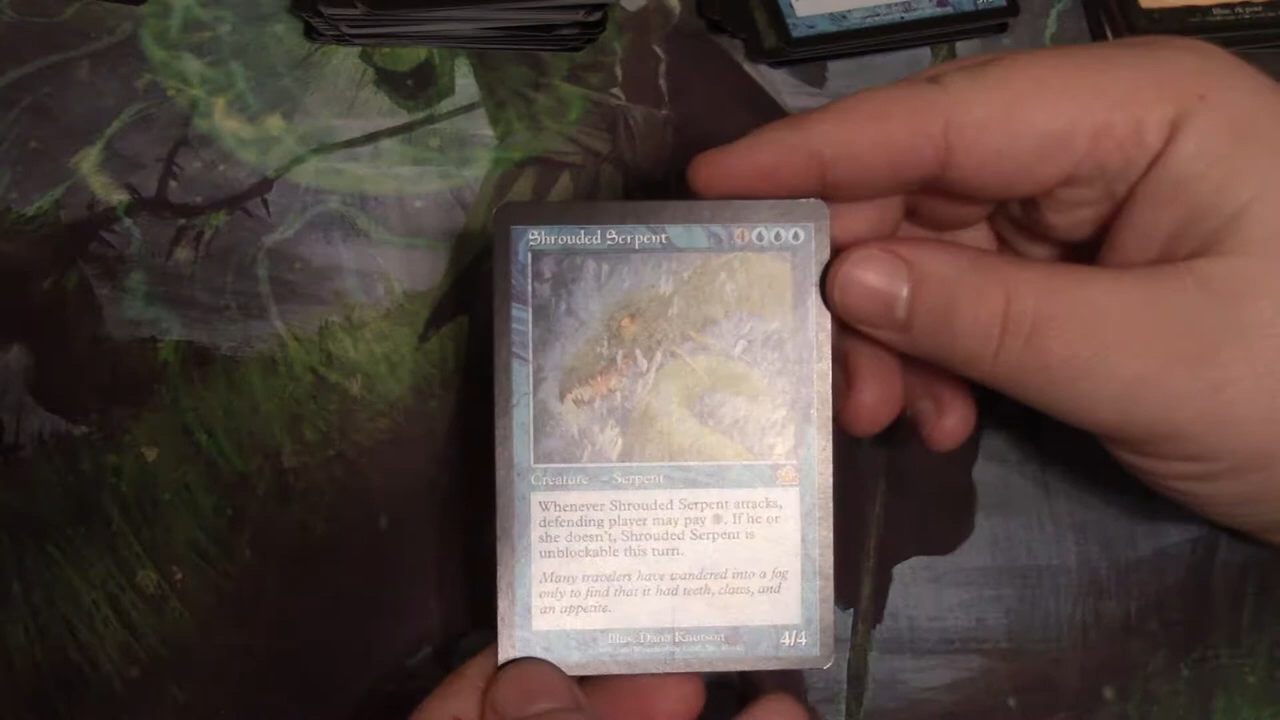 Shrouded Serpent 4
Creature — Serpent
Whenever Shrouded Serpent attacks,
defending player may pay . If he or
she doesn't, Shrouded Serpent is
unblockable this turn.
Many travelers have wandered into a fog
only to find that it had teeth, claws, and
an appetite.
Illus. Dana Knutson
4/4